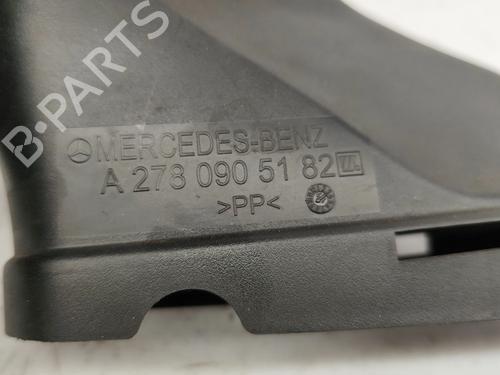 B-PARTS
MERCEDES-BENZ
A 278 090 51 82
>PP<